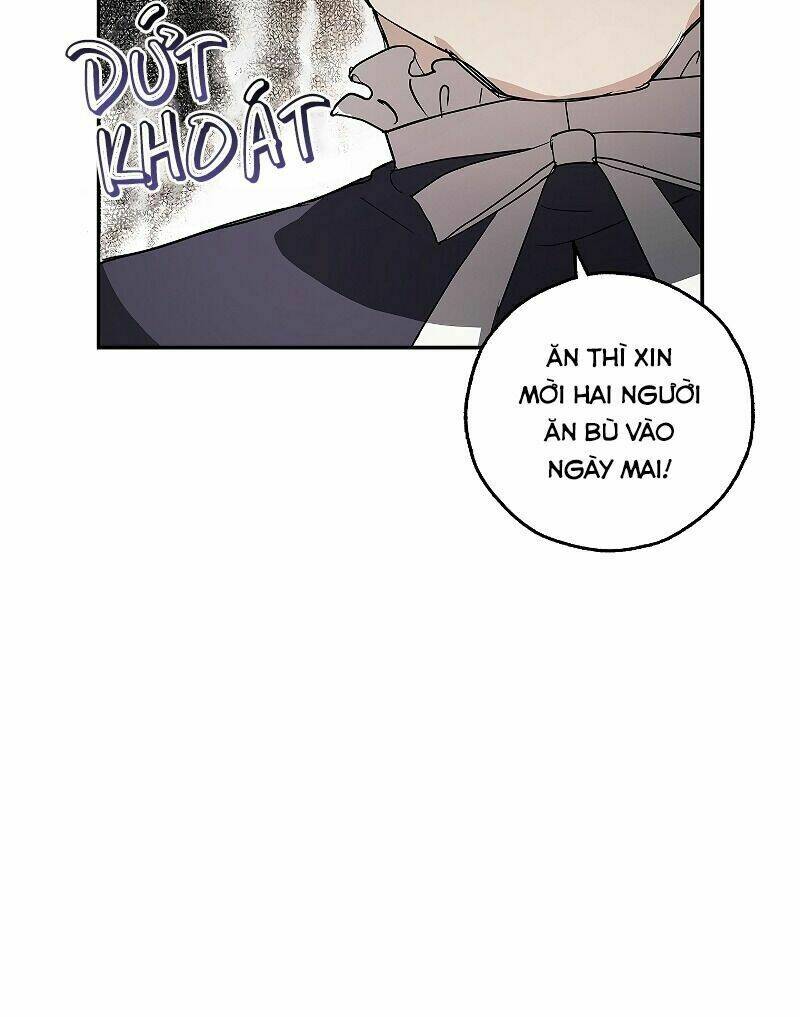 DỨT
KHOÁT
ĂN THÌ XIN
MỜI HAI NGƯỜI
ĂN BÙ VÀO
NGÀY MAI!